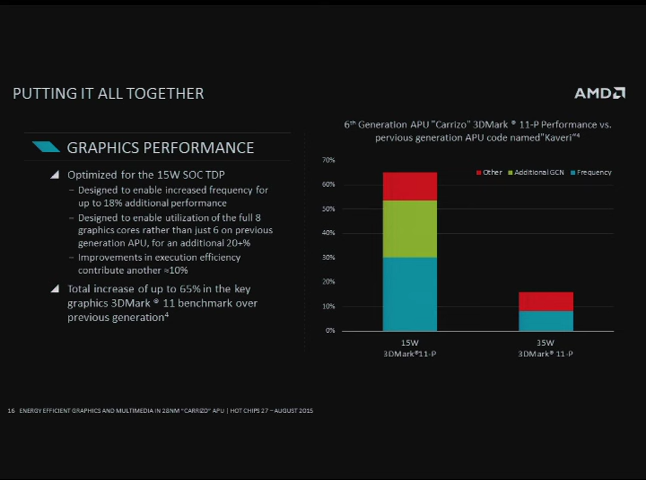 PUTTING IT ALL TOGETHER
AMD
GRAPHICS PERFORMANCE
Optimized for the 15W SOC TDP
– Designed to enable increased frequency for
up to 18% additional performance
– Designed to enable utilization of the full 8
graphics cores rather than just 6 on previous
generation APU, for an additional 20+%
– Improvements in execution efficiency
contribute another ≈10%
Total increase of up to 65% in the key
graphics 3DMark ® 11 benchmark over
previous generation⁴
6th Generation APU "Carrizo" 3DMark ® 11-P Performance vs.
pervious generation APU code named"Kaveri"⁴
Other Additional GCN Frequency
70%
60%
50%
40%
30%
20%
10%
0%
15W
3DMark®11-P
35W
3DMark® 11-P
16 ENERGY EFFICIENT GRAPHICS AND MULTIMEDIA IN 28NM "CARRIZO" APU | HOT CHIPS 27 – AUGUST 2015